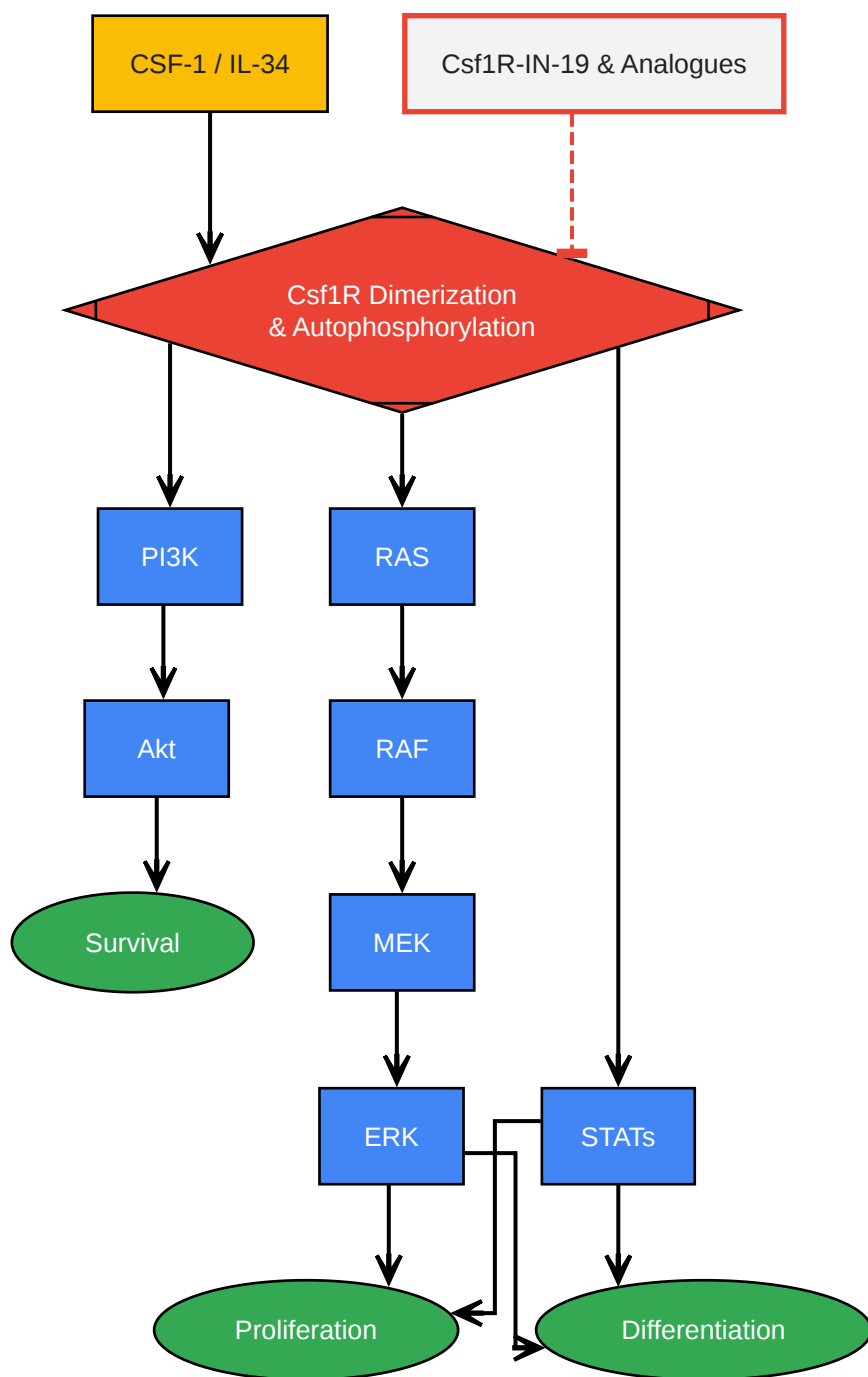 CSF-1 / IL-34
Csf1R-IN-19 & Analogues
Csf1R Dimerization
& Autophosphorylation
PI3K
RAS
Akt
RAF
Survival
MEK
ERK
STATs
Proliferation
Differentiation